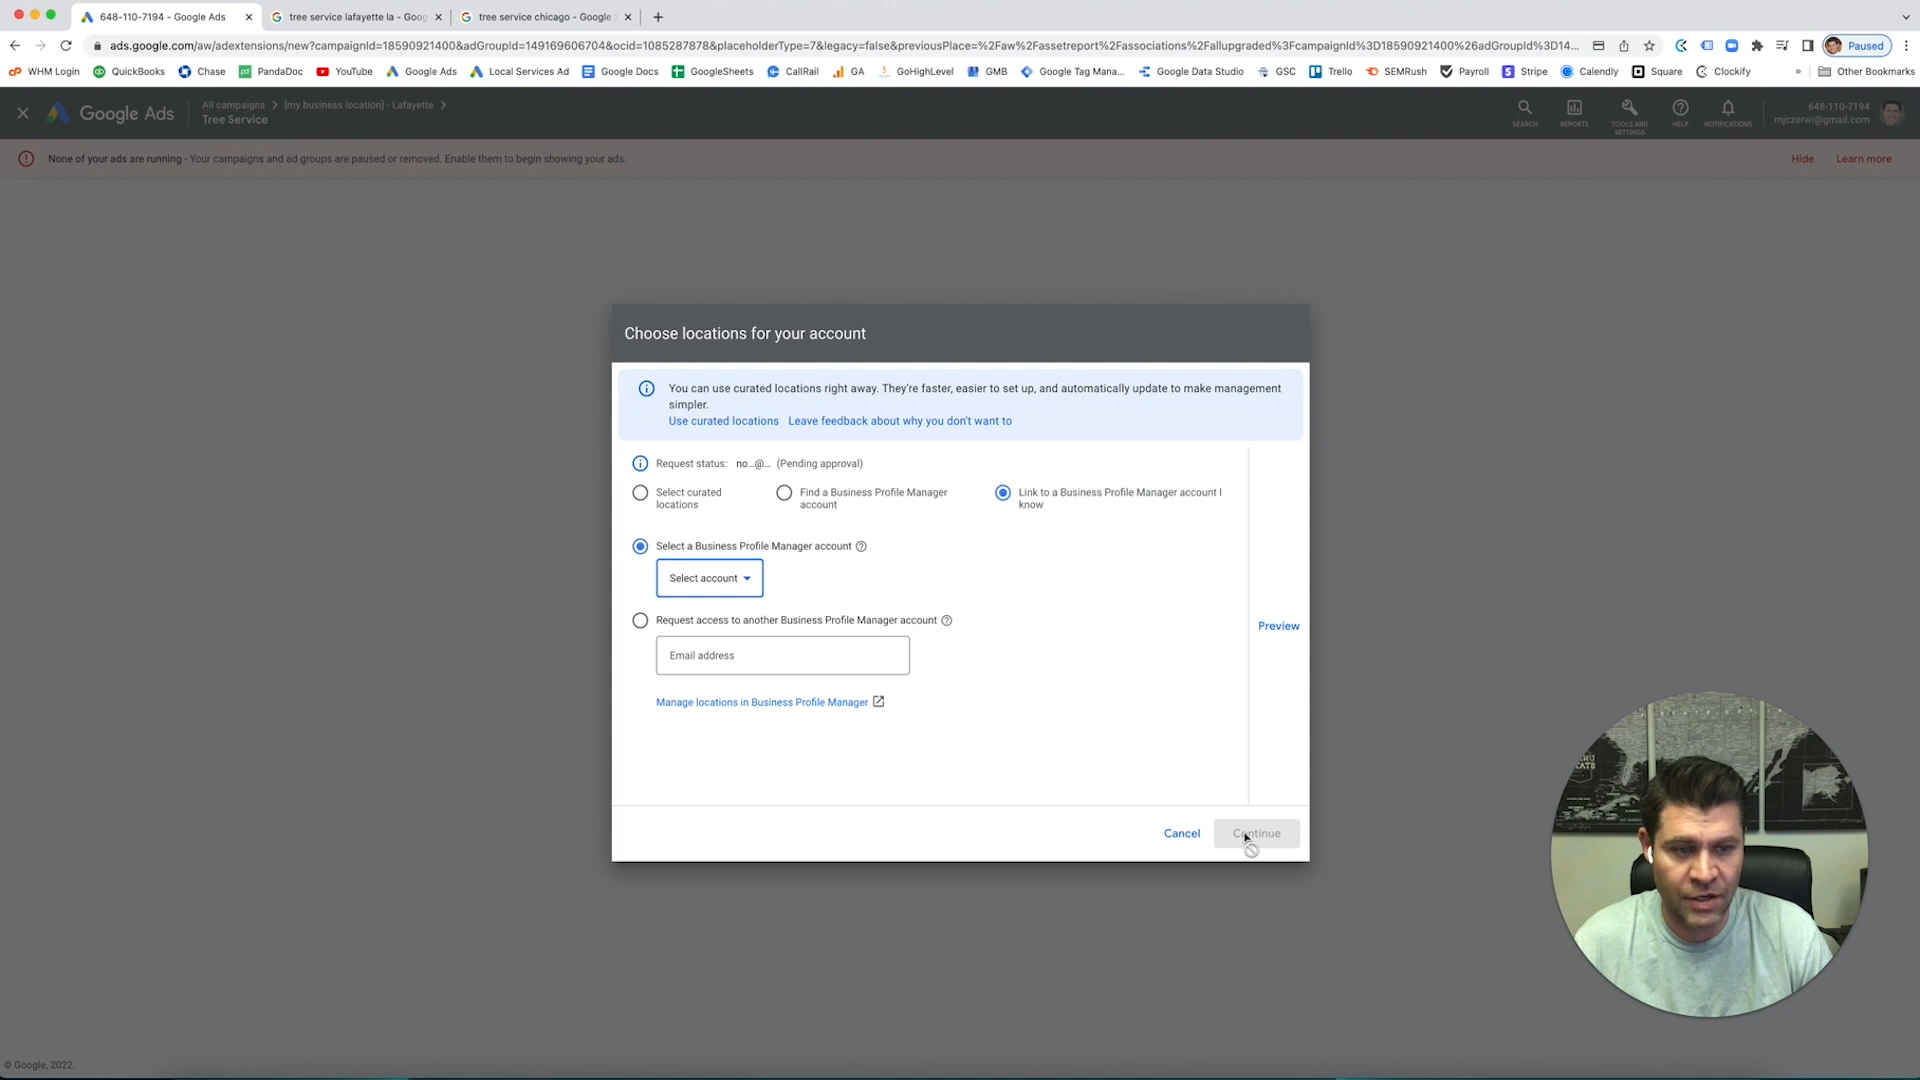 648-110-7194 - Google Ads
tree service lafayette la - Goog
tree service chicago - Google
ads.google.com/aw/adextensions/new?campaignId=18590921400&adGroupId=149169606704&ocid=1085287878&placeholderType=7&legacy=false&previousPlace=%2Faw%2Fassetreport%2Fassociations%2Fallupgraded%3FcampaignId%3D18590921400%26adGroupId%3D14...
Paused
WHM Login
QuickBooks
Chase
PandaDoc
YouTube
Google Ads
Local Services Ad
Google Docs
GoogleSheets
CallRail
GA
GoHighLevel
GMB
Google Tag Mana...
Google Data Studio
GSC
Trello
SEMRush
Payroll
Stripe
Calendly
Square
Clockify
»
Other Bookmarks
Google Ads
All campaigns > [my business location] - Lafayette >
Tree Service
SEARCH
REPORTS
TOOLS AND SETTINGS
HELP
NOTIFICATIONS
648-110-7194
mjczerwi@gmail.com
None of your ads are running - Your campaigns and ad groups are paused or removed. Enable them to begin showing your ads.
Hide
Learn more
Choose locations for your account
You can use curated locations right away. They're faster, easier to set up, and automatically update to make management
simpler.
Use curated locations Leave feedback about why you don't want to
Request status: no...@... (Pending approval)
Select curated
locations
Find a Business Profile Manager
account
Link to a Business Profile Manager account I
know
Select a Business Profile Manager account
Select account
Request access to another Business Profile Manager account
Email address
Preview
Manage locations in Business Profile Manager
Cancel
Continue
© Google, 2022.